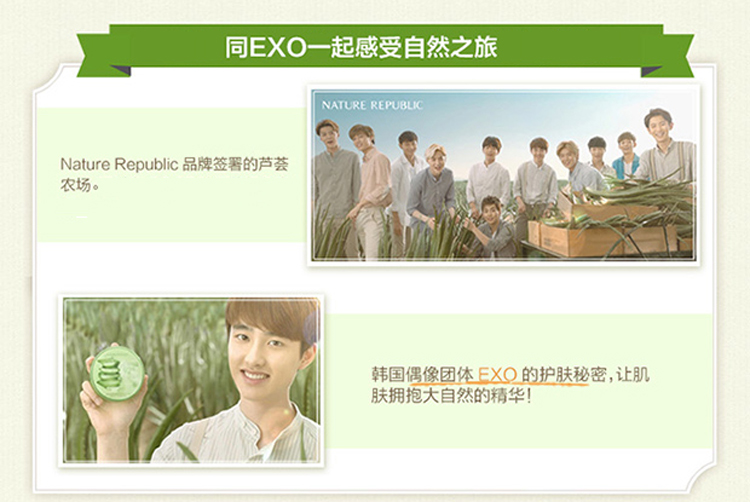 同EXO一起感受自然之旅
NATURE REPUBLIC
Nature Republic 品牌签署的芦荟
农场。
韩国偶像团体 EXO 的护肤秘密,让肌
肤拥抱大自然的精华!